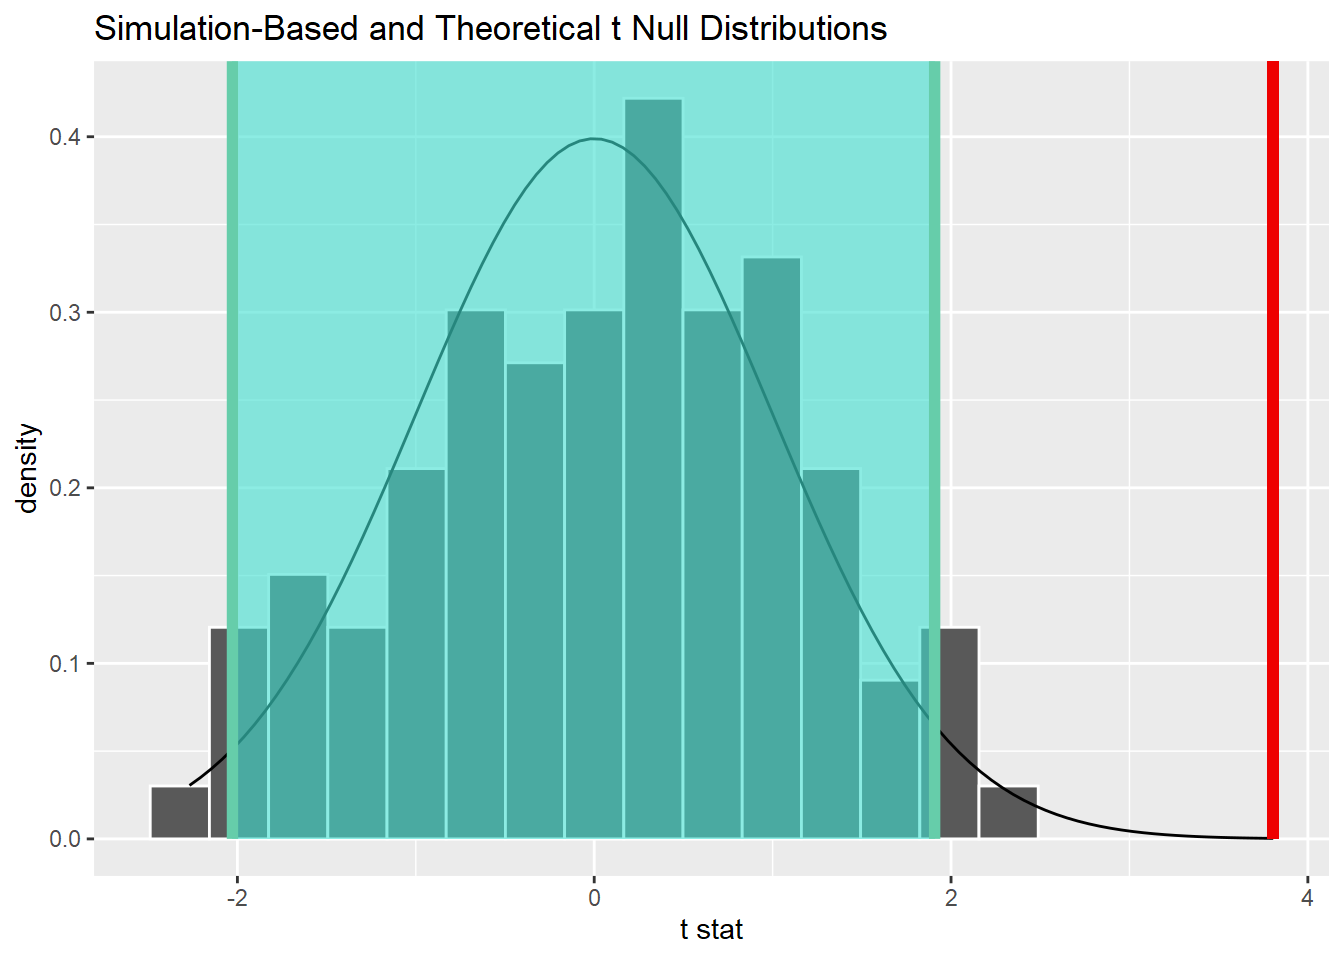 Simulation-Based and Theoretical t Null Distributions
0.4
0.3
0.2
0.1
0.0
density
-2 0 2 4
t stat